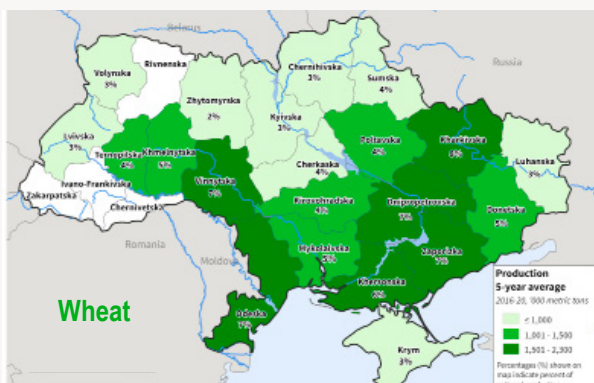 Belarus
Russia
Volynska
3%
Rivnenska
Chernihivska
3%
Sumska
4%
Zhytomyrska
2%
Kyivska
3%
Lvivska
3%
Ternopilska
4%
Khmelnytska
5%
Poltavska
4%
Kharkivska
6%
Luhanska
3%
Cherkaska
4%
Ivano-Frankivska
Zakarpatska
Chernivetska
Vinnytska
5%
Kirovohradska
4%
Dnipropetrovska
7%
Donetska
5%
Romania
Moldova
Mykolaivska
5%
Zaporizka
7%
Khersonska
6%
Odeska
7%
Krym
3%
Wheat
Production
5-year average
2016-20, '000 metric tons
≤ 1,000
1,001 - 1,500
1,501 - 2,300
Percentages (%) shown on
map indicate percent of